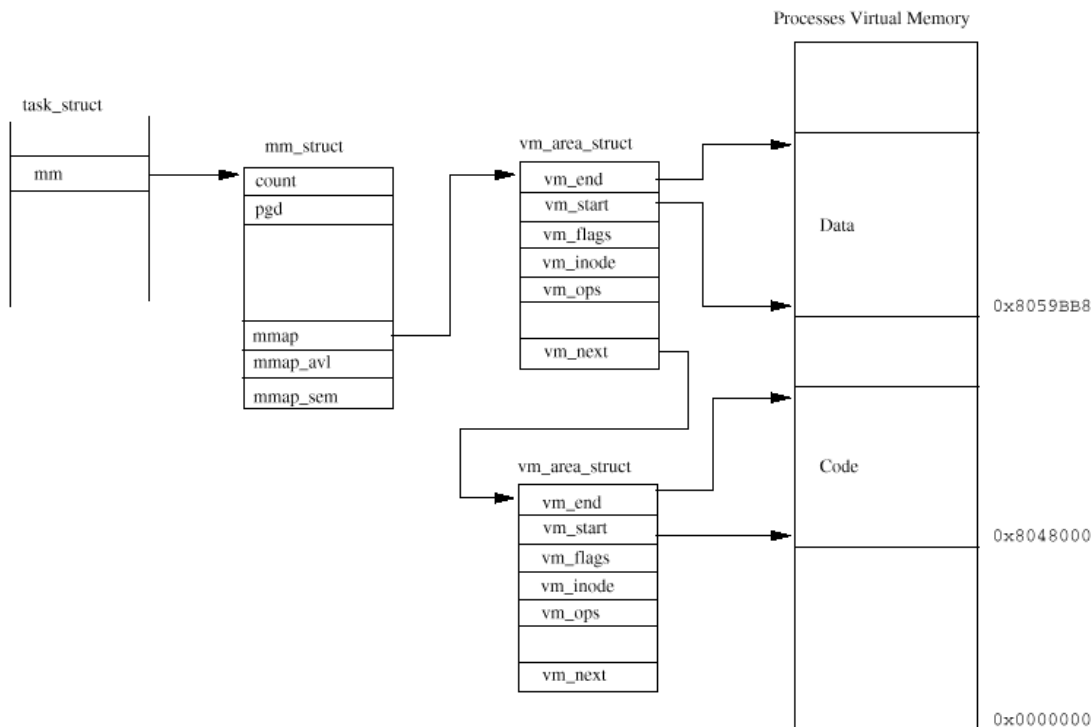 Processes Virtual Memory
task_struct
mm
mm_struct
count
pgd
mmap
mmap_avl
mmap_sem
vm_area_struct
vm_end
vm_start
vm_flags
vm_inode
vm_ops
vm_next
vm_area_struct
vm_end
vm_start
vm_flags
vm_inode
vm_ops
vm_next
Data
0x8059BB8
Code
0x8048000
0x0000000